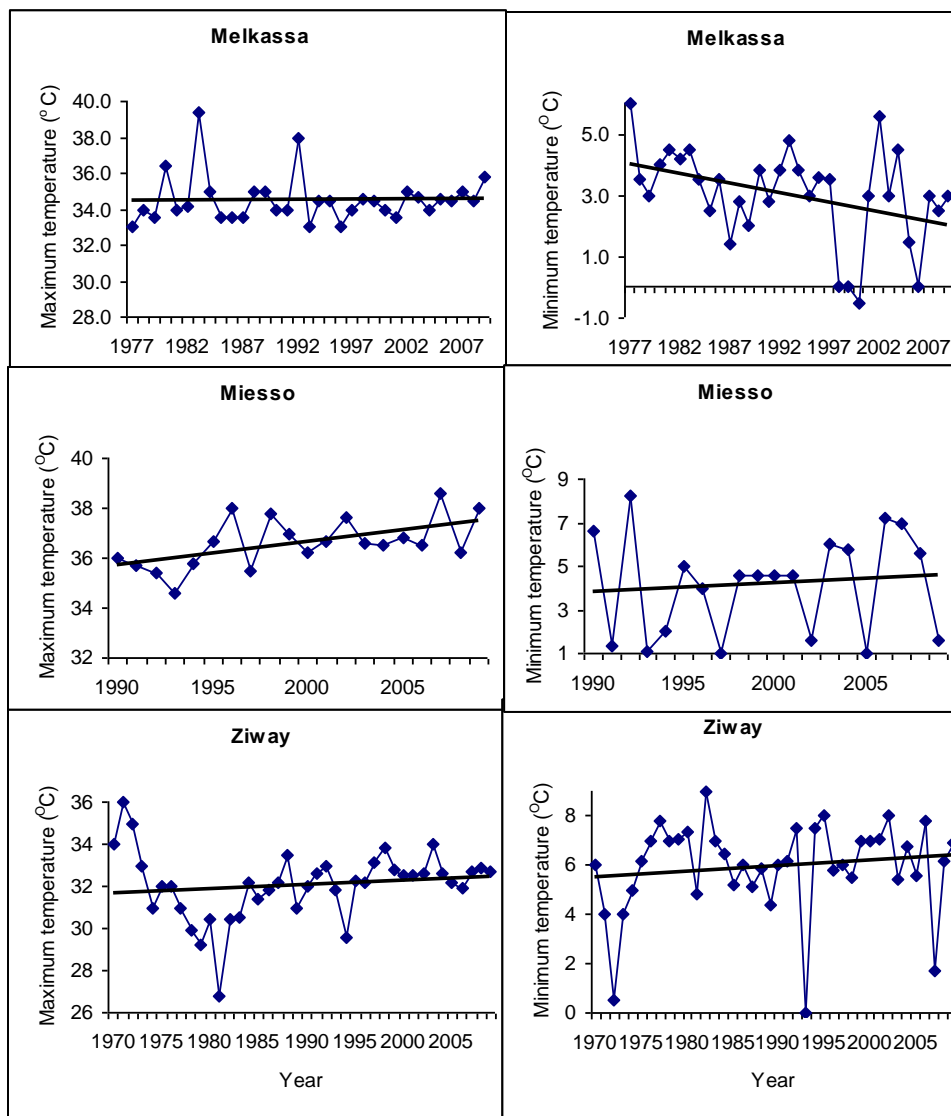 Melkassa
Maximum temperature (°C)
40.0
38.0
36.0
34.0
32.0
30.0
28.0
1977 1982 1987 1992 1997 2002 2007
Melkassa
Minimum temperature (°C)
5.0
3.0
1.0
-1.0
1977 1982 1987 1992 1997 2002 2007
Miesso
Maximum temperature (°C)
40
38
36
34
32
1990 1995 2000 2005
Miesso
Minimum temperature (°C)
9
7
5
3
1
1990 1995 2000 2005
Ziway
Maximum temperature (°C)
36
34
32
30
28
26
1970 1975 1980 1985 1990 1995 2000 2005
Year
Ziway
Minimum temperature (°C)
8
6
4
2
0
1970 1975 1980 1985 1990 1995 2000 2005
Year